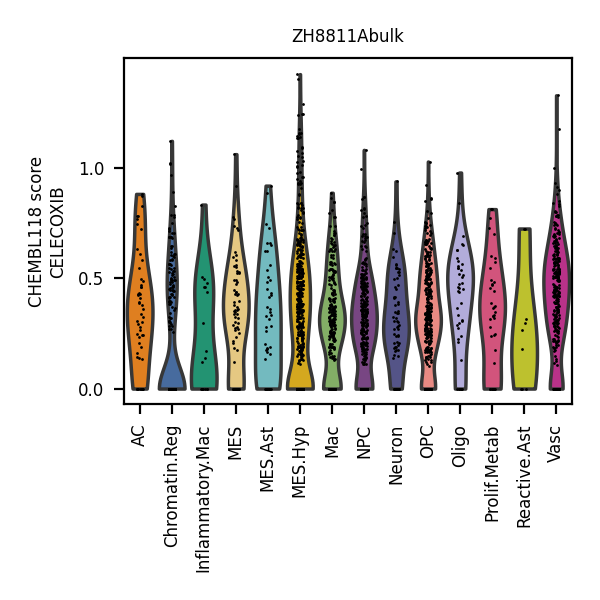 ZH8811Abulk
CHEMBL118 score
CELECOXIB
1.0
0.5
0.0
AC
Chromatin.Reg
Inflammatory.Mac
MES
MES.Ast
MES.Hyp
Mac
NPC
Neuron
OPC
Oligo
Prolif.Metab
Reactive.Ast
Vasc